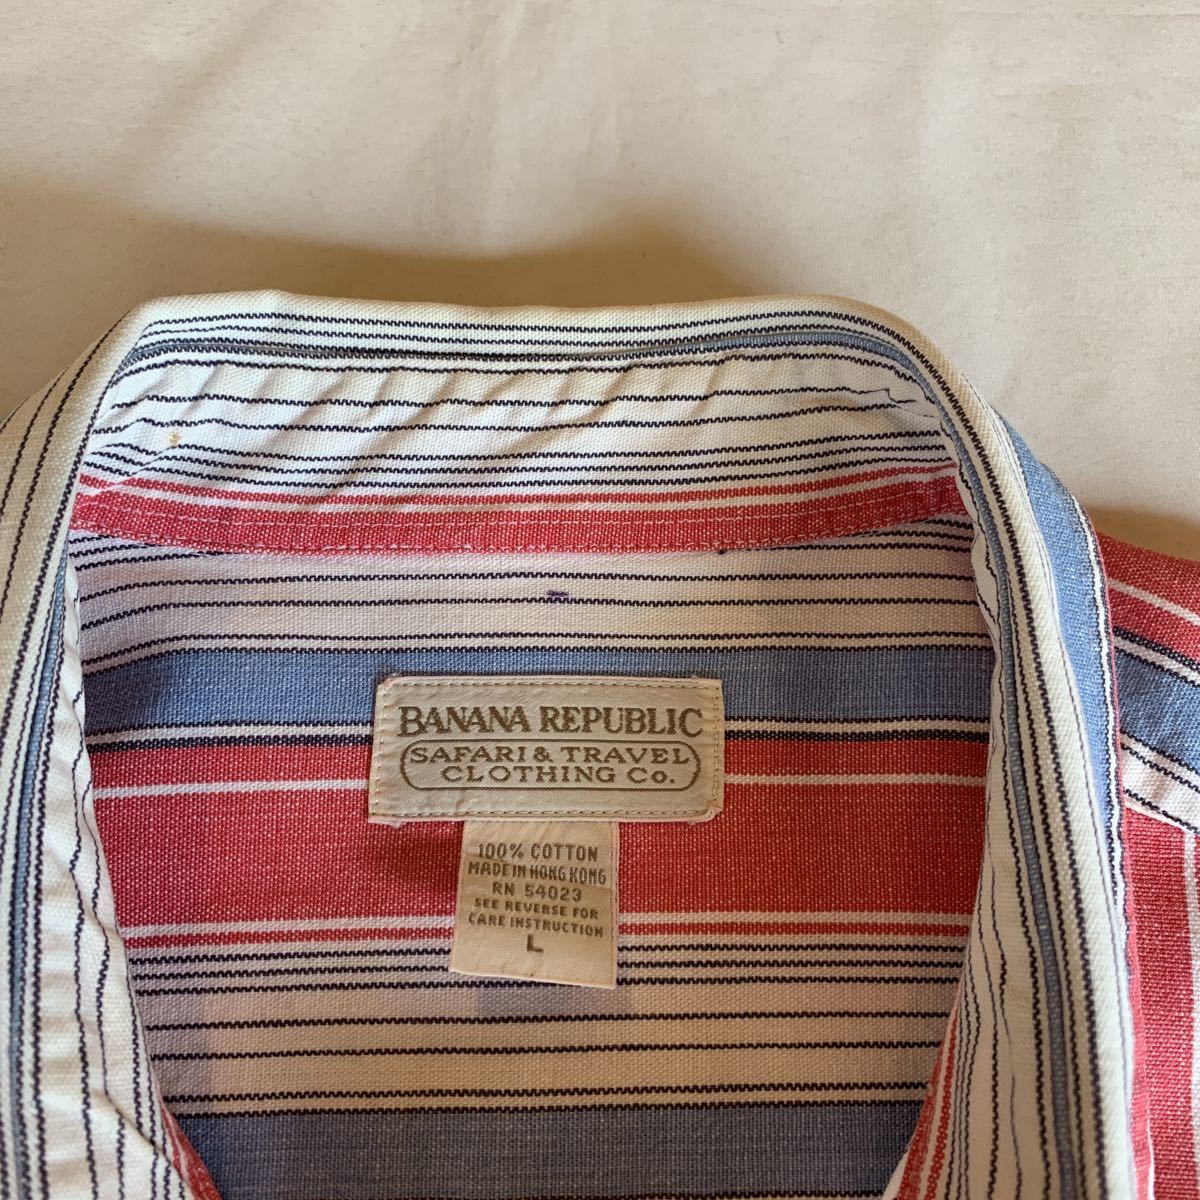 BANANA REPUBLIC
SAFARI & TRAVEL
CLOTHING Co.
100% COTTON
MADE IN HONG KONG
RN 54023
SEE REVERSE FOR
CARE INSTRUCTION
L